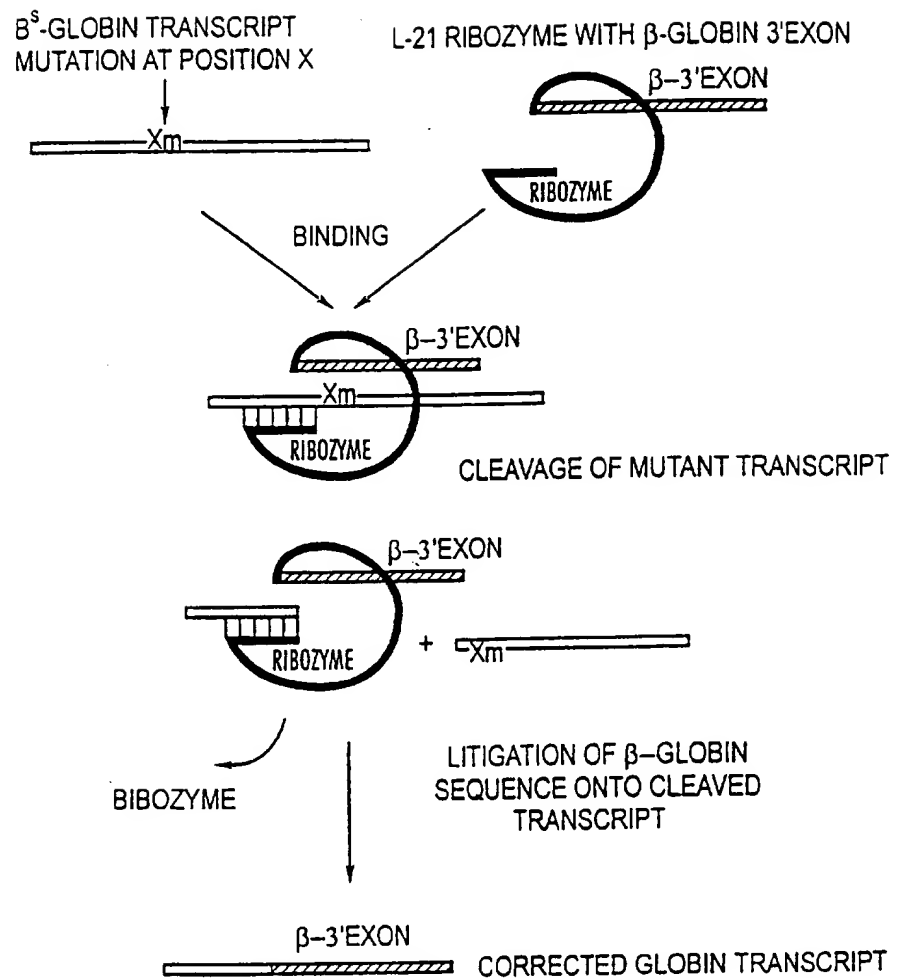 Bˢ-GLOBIN TRANSCRIPT
MUTATION AT POSITION X
L-21 RIBOZYME WITH β-GLOBIN 3'EXON
β–3'EXON
Xm
RIBOZYME
BINDING
β–3'EXON
Xm
RIBOZYME
CLEAVAGE OF MUTANT TRANSCRIPT
β–3'EXON
RIBOZYME
+
Xm
LITIGATION OF β–GLOBIN
SEQUENCE ONTO CLEAVED
TRANSCRIPT
BIBOZYME
β–3'EXON
CORRECTED GLOBIN TRANSCRIPT